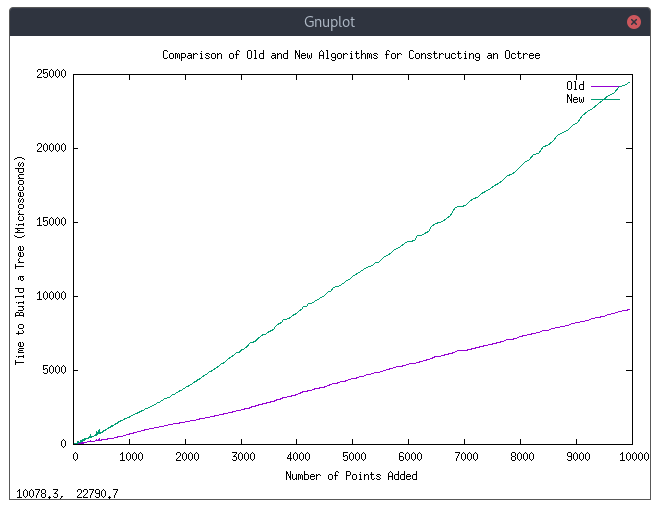 Gnuplot
Comparison of Old and New Algorithms for Constructing an Octree
25000
Old
New
20000
15000
10000
5000
0
Time to Build a Tree (Microseconds)
0 1000 2000 3000 4000 5000 6000 7000 8000 9000 10000
Number of Points Added
10078.3, 22790.7